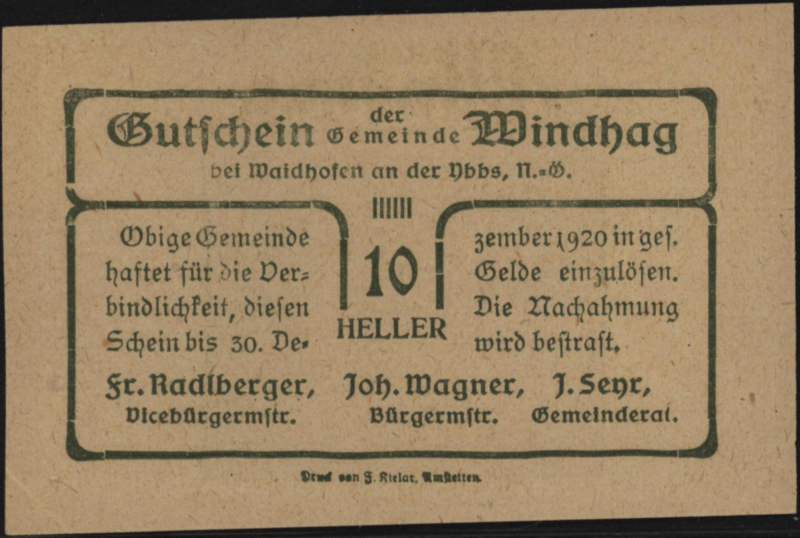 Gutschein der Gemeinde Windhag
bei Waidhofen an der Ybbs, N.=Ö.
Obige Gemeinde
haftet für die Ver=
bindlichkeit, diesen
Schein bis 30. De=
10
HELLER
zember 1920 in ges.
Gelde einzulösen.
Die Nachahmung
wird bestraft.
Fr. Radlberger, Joh. Wagner, J. Seyr,
Vicebürgermstr. Bürgermstr. Gemeinderat.
Druck von F. Kielar, Amstetten.